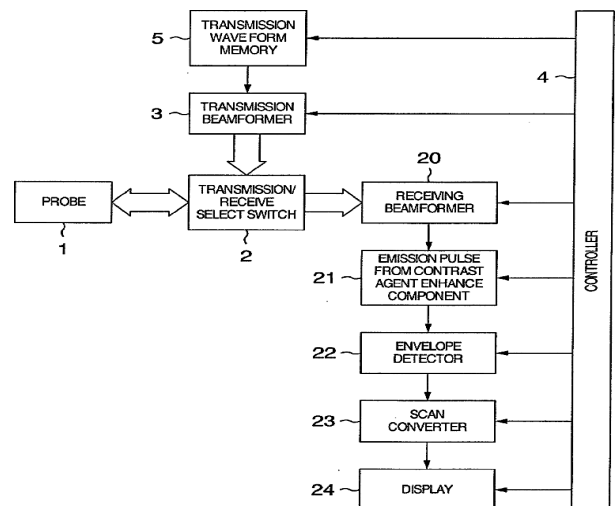 5
TRANSMISSION
WAVE FORM
MEMORY
4
3
TRANSMISSION
BEAMFORMER
20
PROBE
1
TRANSMISSION/
RECEIVE
SELECT SWITCH
2
RECEIVING
BEAMFORMER
21
EMISSION PULSE
FROM CONTRAST
AGENT ENHANCE
COMPONENT
CONTROLLER
22
ENVELOPE
DETECTOR
23
SCAN
CONVERTER
24
DISPLAY